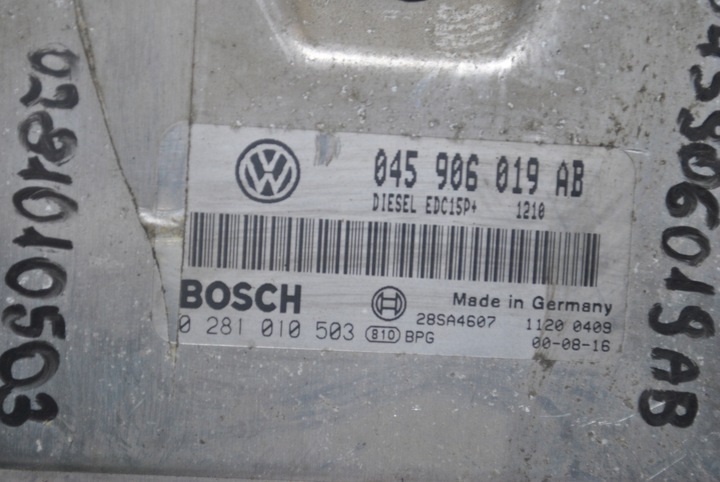 0281010503
045 906 019 AB
DIESEL EDC15P+ 1210
BOSCH
Made in Germany
0 281 010 503 810 BPG
28SA4607 1120 0409
00-08-16
045906019AB